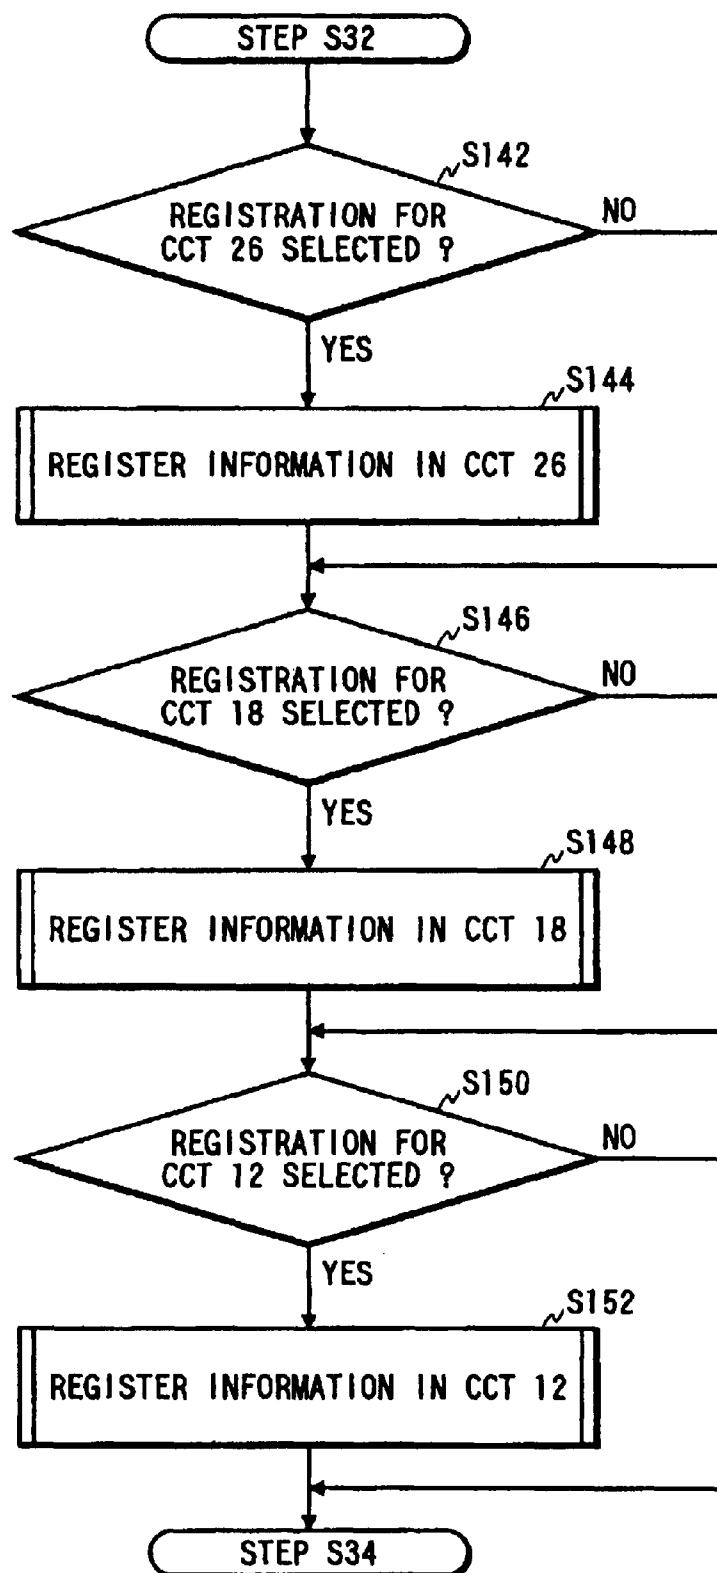 STEP S32
S142
REGISTRATION FOR
CCT 26 SELECTED ?
NO
YES
S144
REGISTER INFORMATION IN CCT 26
S146
REGISTRATION FOR
CCT 18 SELECTED ?
NO
YES
S148
REGISTER INFORMATION IN CCT 18
S150
REGISTRATION FOR
CCT 12 SELECTED ?
NO
YES
S152
REGISTER INFORMATION IN CCT 12
STEP S34